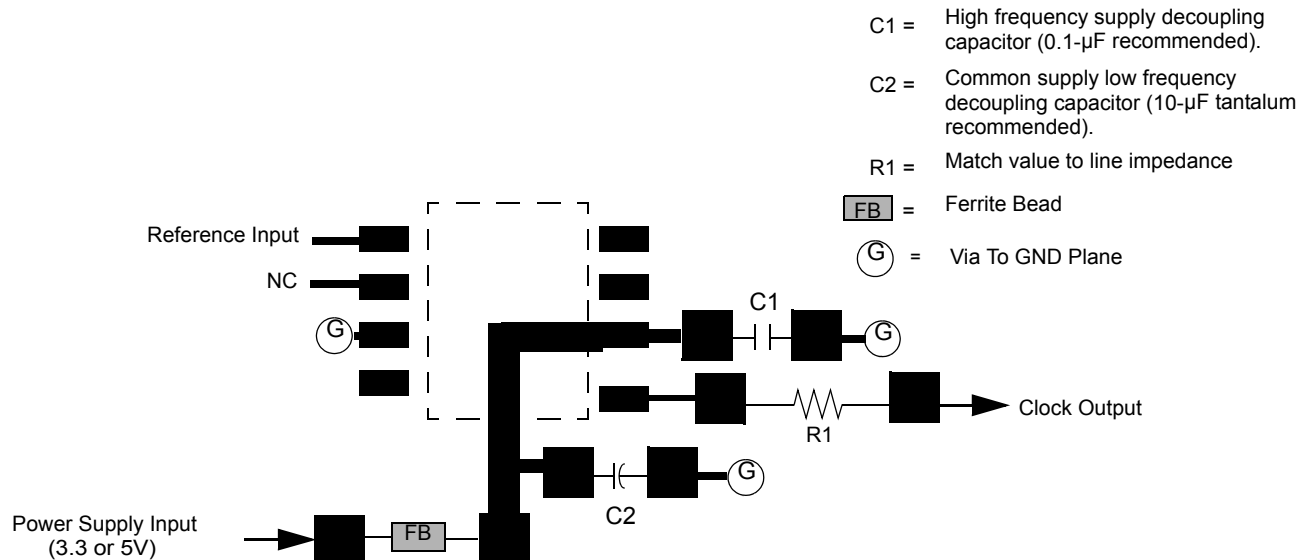 C1 = High frequency supply decoupling
capacitor (0.1-µF recommended).
C2 = Common supply low frequency
decoupling capacitor (10-µF tantalum
recommended).
R1 = Match value to line impedance
FB = Ferrite Bead
G = Via To GND Plane
Reference Input
NC
G
C1
G
R1
Clock Output
C2
G
Power Supply Input
(3.3 or 5V)
FB